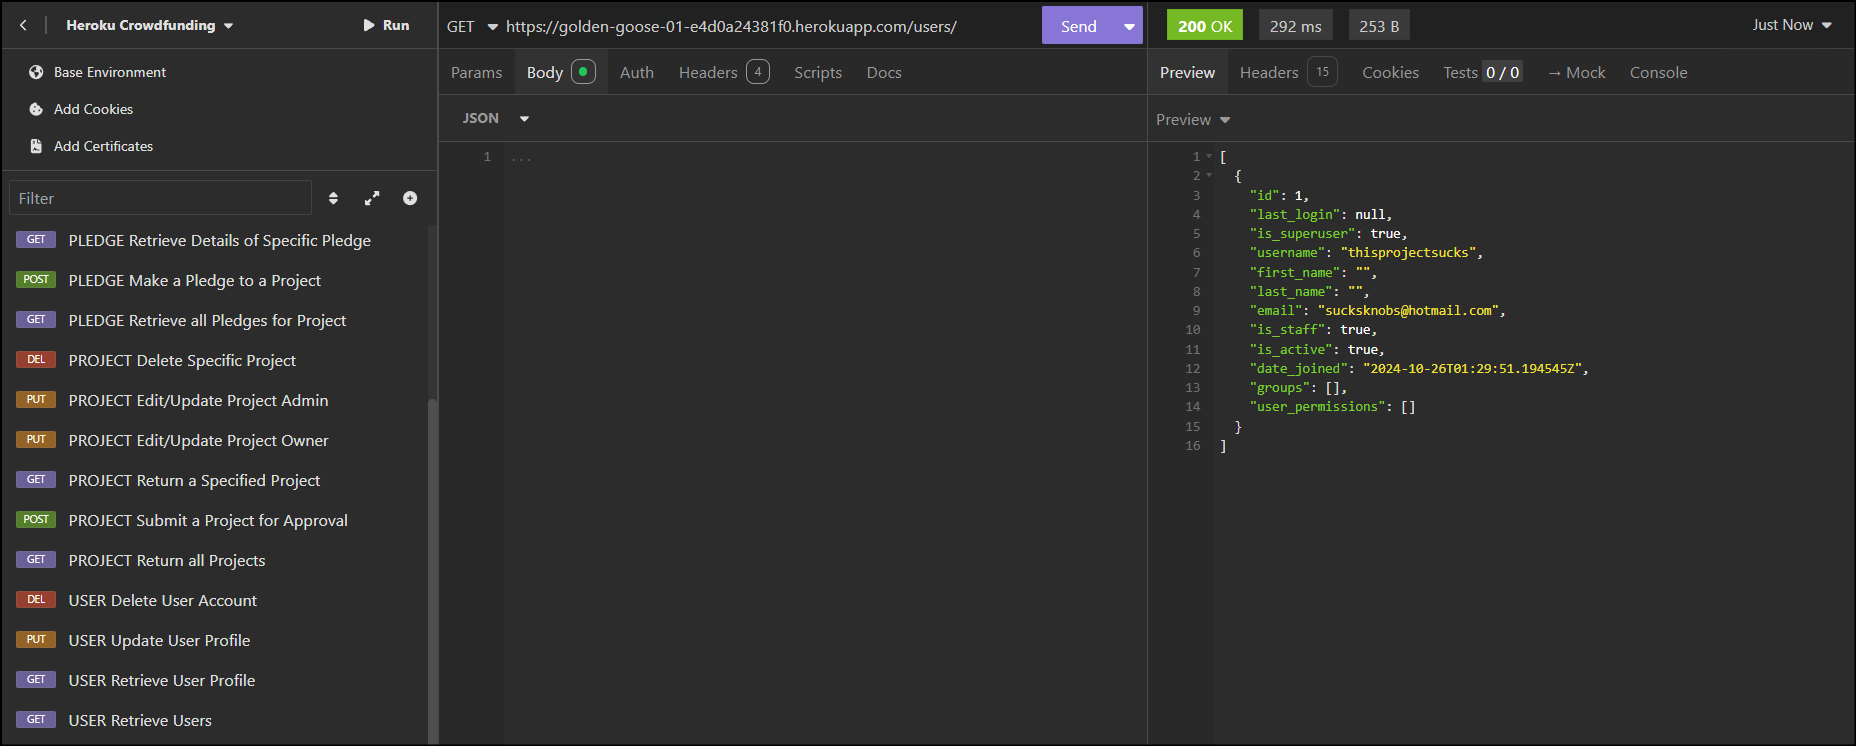 Heroku Crowdfunding
Run
Base Environment
Add Cookies
Add Certificates
Filter
GET PLEDGE Retrieve Details of Specific Pledge
POST PLEDGE Make a Pledge to a Project
GET PLEDGE Retrieve all Pledges for Project
DEL PROJECT Delete Specific Project
PUT PROJECT Edit/Update Project Admin
PUT PROJECT Edit/Update Project Owner
GET PROJECT Return a Specified Project
POST PROJECT Submit a Project for Approval
GET PROJECT Return all Projects
DEL USER Delete User Account
PUT USER Update User Profile
GET USER Retrieve User Profile
GET USER Retrieve Users
GET https://golden-goose-01-e4d0a24381f0.herokuapp.com/users/ Send
Params Body Auth Headers 4 Scripts Docs
JSON
1 ...
200 OK 292 ms 253 B Just Now
Preview Headers 15 Cookies Tests 0 / 0 → Mock Console
Preview
1 [
2 {
3 "id": 1,
4 "last_login": null,
5 "is_superuser": true,
6 "username": "thisprojectsucks",
7 "first_name": "",
8 "last_name": "",
9 "email": "sucksknobs@hotmail.com",
10 "is_staff": true,
11 "is_active": true,
12 "date_joined": "2024-10-26T01:29:51.194545Z",
13 "groups": [],
14 "user_permissions": []
15 }
16 ]